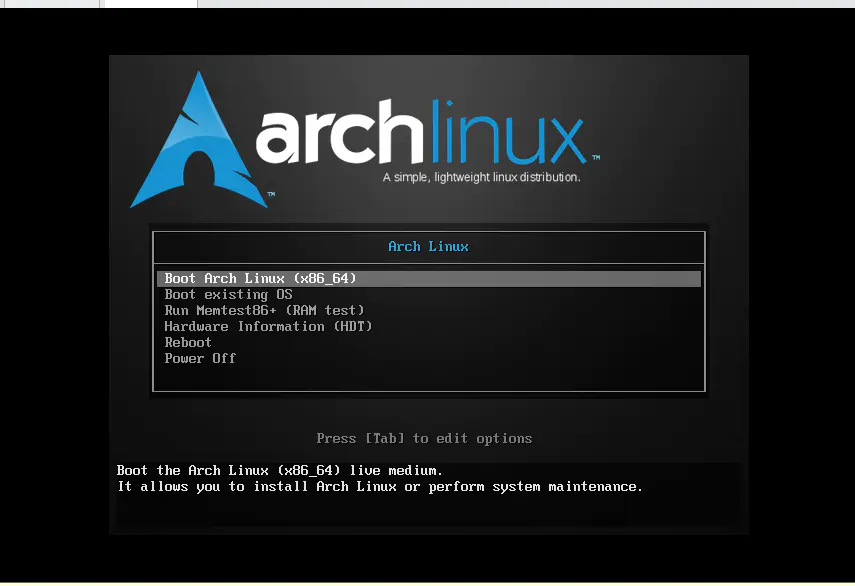 archlinux™
A simple, lightweight linux distribution.
™
Arch Linux
Boot Arch Linux (x86_64)
Boot existing OS
Run Memtest86+ (RAM test)
Hardware Information (HDT)
Reboot
Power Off
Press [Tab] to edit options
Boot the Arch Linux (x86_64) live medium.
It allows you to install Arch Linux or perform system maintenance.